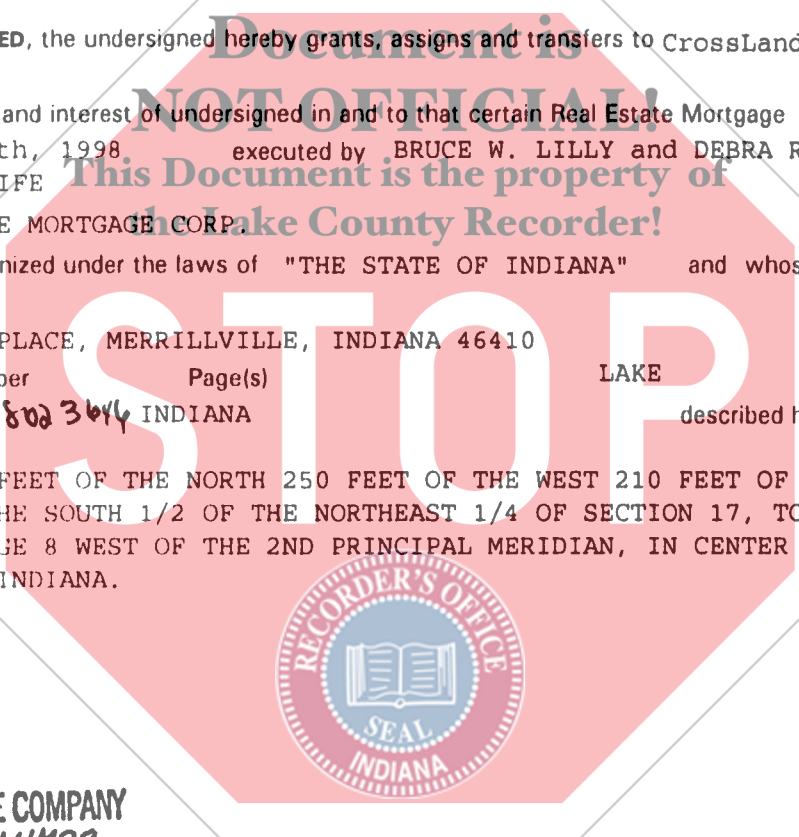 Document is
ED, the undersigned hereby grants, assigns and transfers to CrossLand
NOT OFFICIAL!
and interest of undersigned in and to that certain Real Estate Mortgage
th, 1998 executed by BRUCE W. LILLY and DEBRA R
This Document is the property of
IFE
the Lake County Recorder!
E MORTGAGE CORP.
nized under the laws of "THE STATE OF INDIANA" and whos
PLACE, MERRILLVILLE, INDIANA 46410
ber Page(s) LAKE
INDIANA described h
STOP
FEET OF THE NORTH 250 FEET OF THE WEST 210 FEET OF
HE SOUTH 1/2 OF THE NORTHEAST 1/4 OF SECTION 17, TO
GE 8 WEST OF THE 2ND PRINCIPAL MERIDIAN, IN CENTER
INDIANA.
RECORDER'S OFFICE
SEAL
INDIANA
E COMPANY